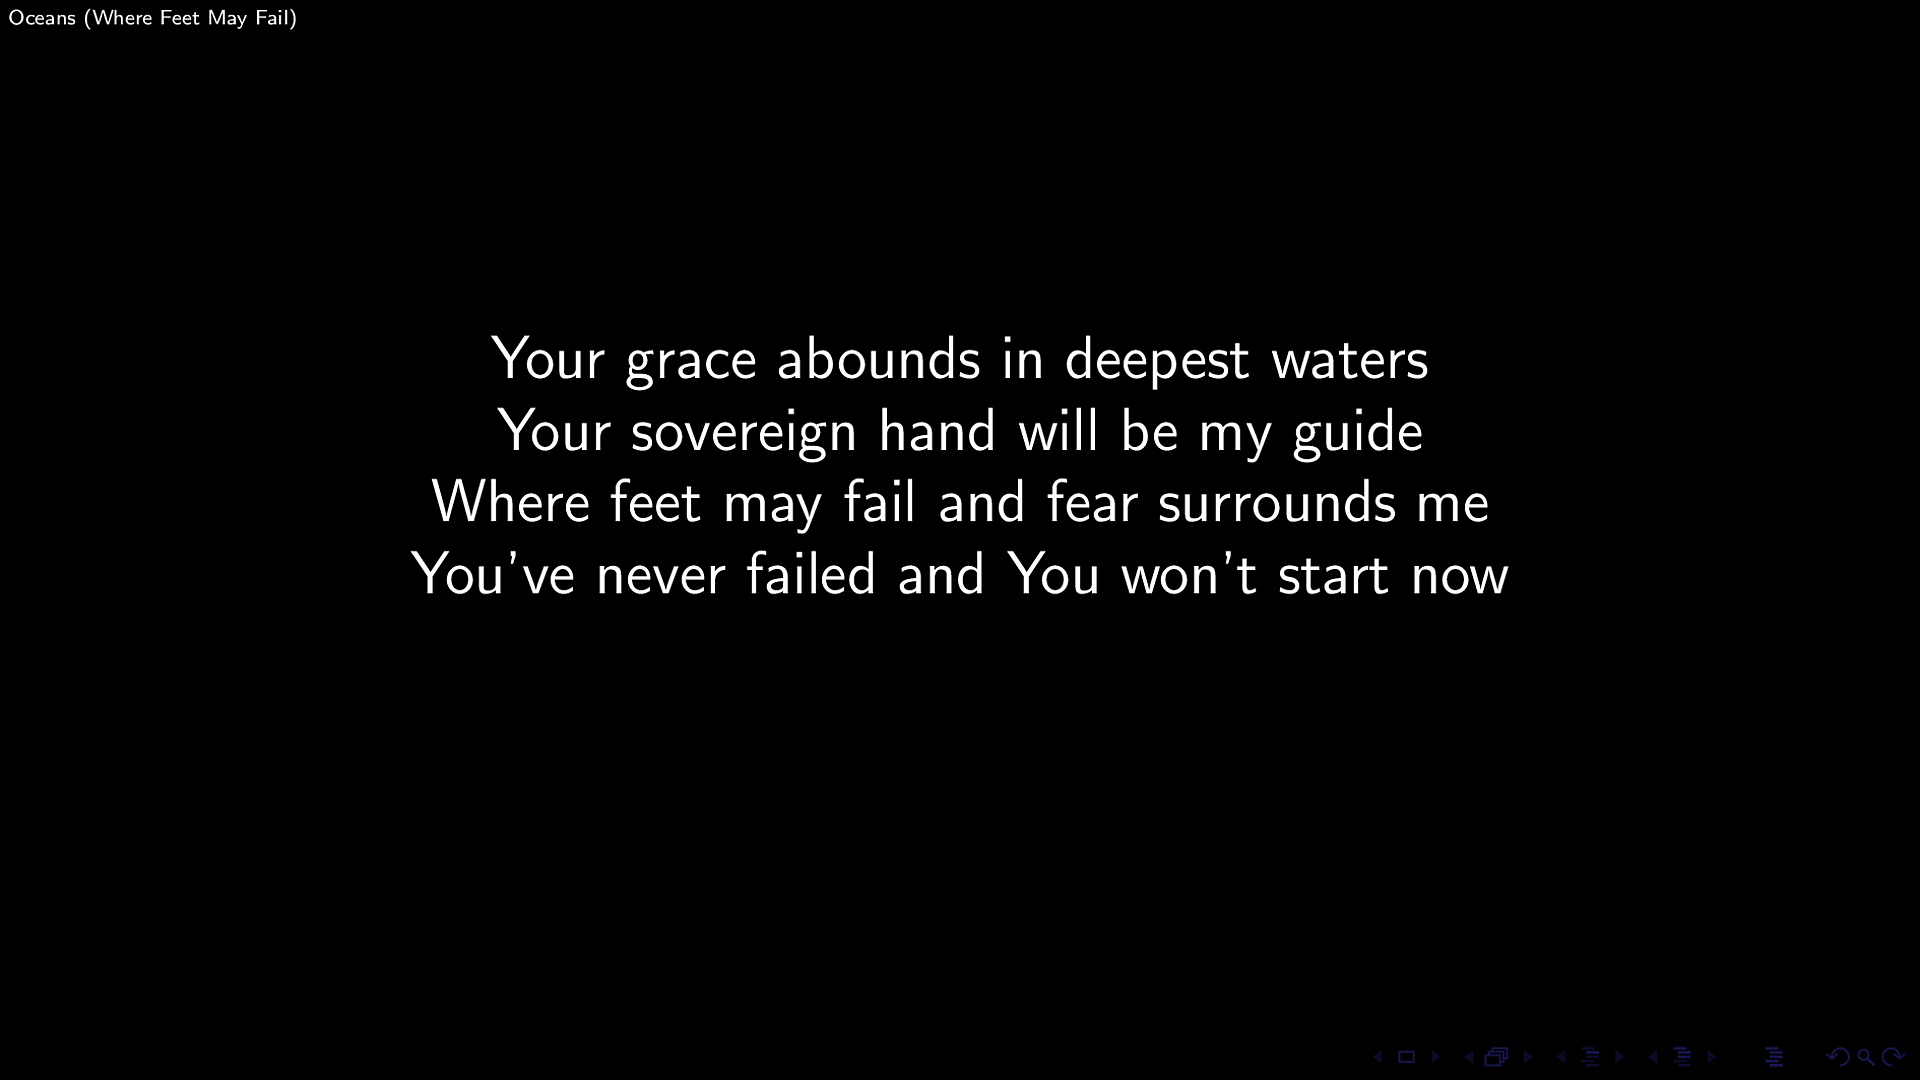 Oceans (Where Feet May Fail)
Your grace abounds in deepest waters
Your sovereign hand will be my guide
Where feet may fail and fear surrounds me
You've never failed and You won't start now